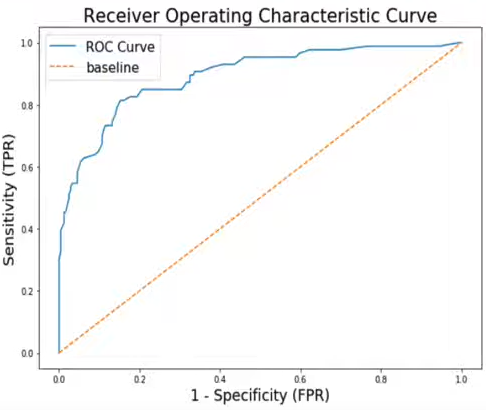 Receiver Operating Characteristic Curve
ROC Curve
baseline
Sensitivity (TPR)
1.0
0.8
0.6
0.4
0.2
0.0
0.0 0.2 0.4 0.6 0.8 1.0
1 - Specificity (FPR)